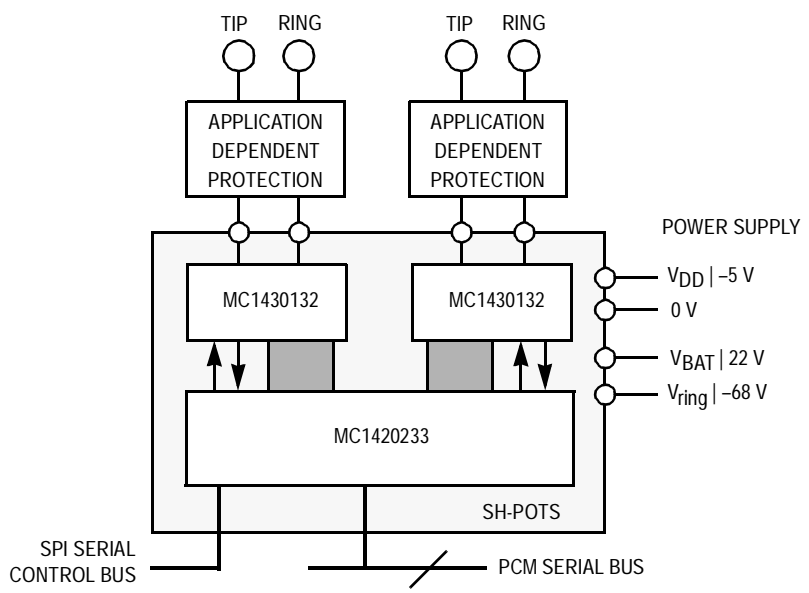 TIP RING TIP RING
APPLICATION
DEPENDENT
PROTECTION
APPLICATION
DEPENDENT
PROTECTION
POWER SUPPLY
VDD | –5 V
0 V
VBAT | 22 V
Vring | –68 V
MC1430132
MC1430132
MC1420233
SH-POTS
SPI SERIAL
CONTROL BUS
PCM SERIAL BUS